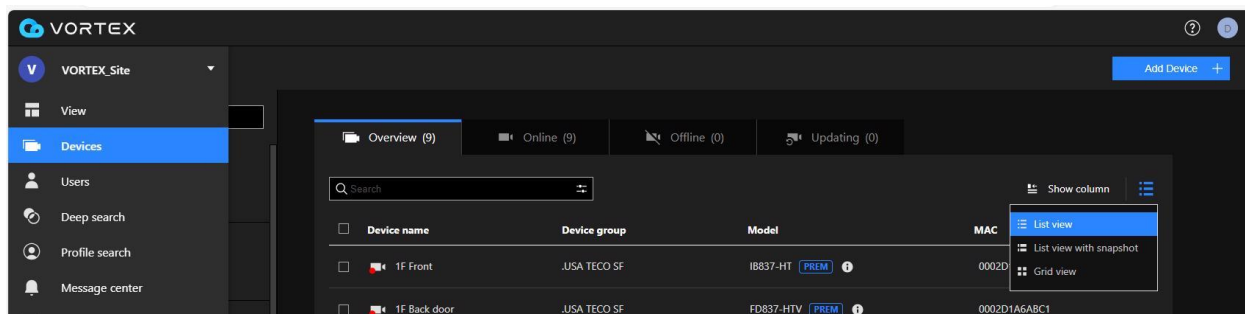 VORTEX
D
V VORTEX_Site
Add Device +
View
Devices
Users
Deep search
Profile search
Message center
Overview (9) Online (9) Offline (0) Updating (0)
Search
Show column
List view
List view with snapshot
Grid view
Device name Device group Model MAC
1F Front .USA TECO SF IB837-HT PREM 0002D
1F Back door .USA TECO SF FD837-HTV PREM 0002D1A6ABC1